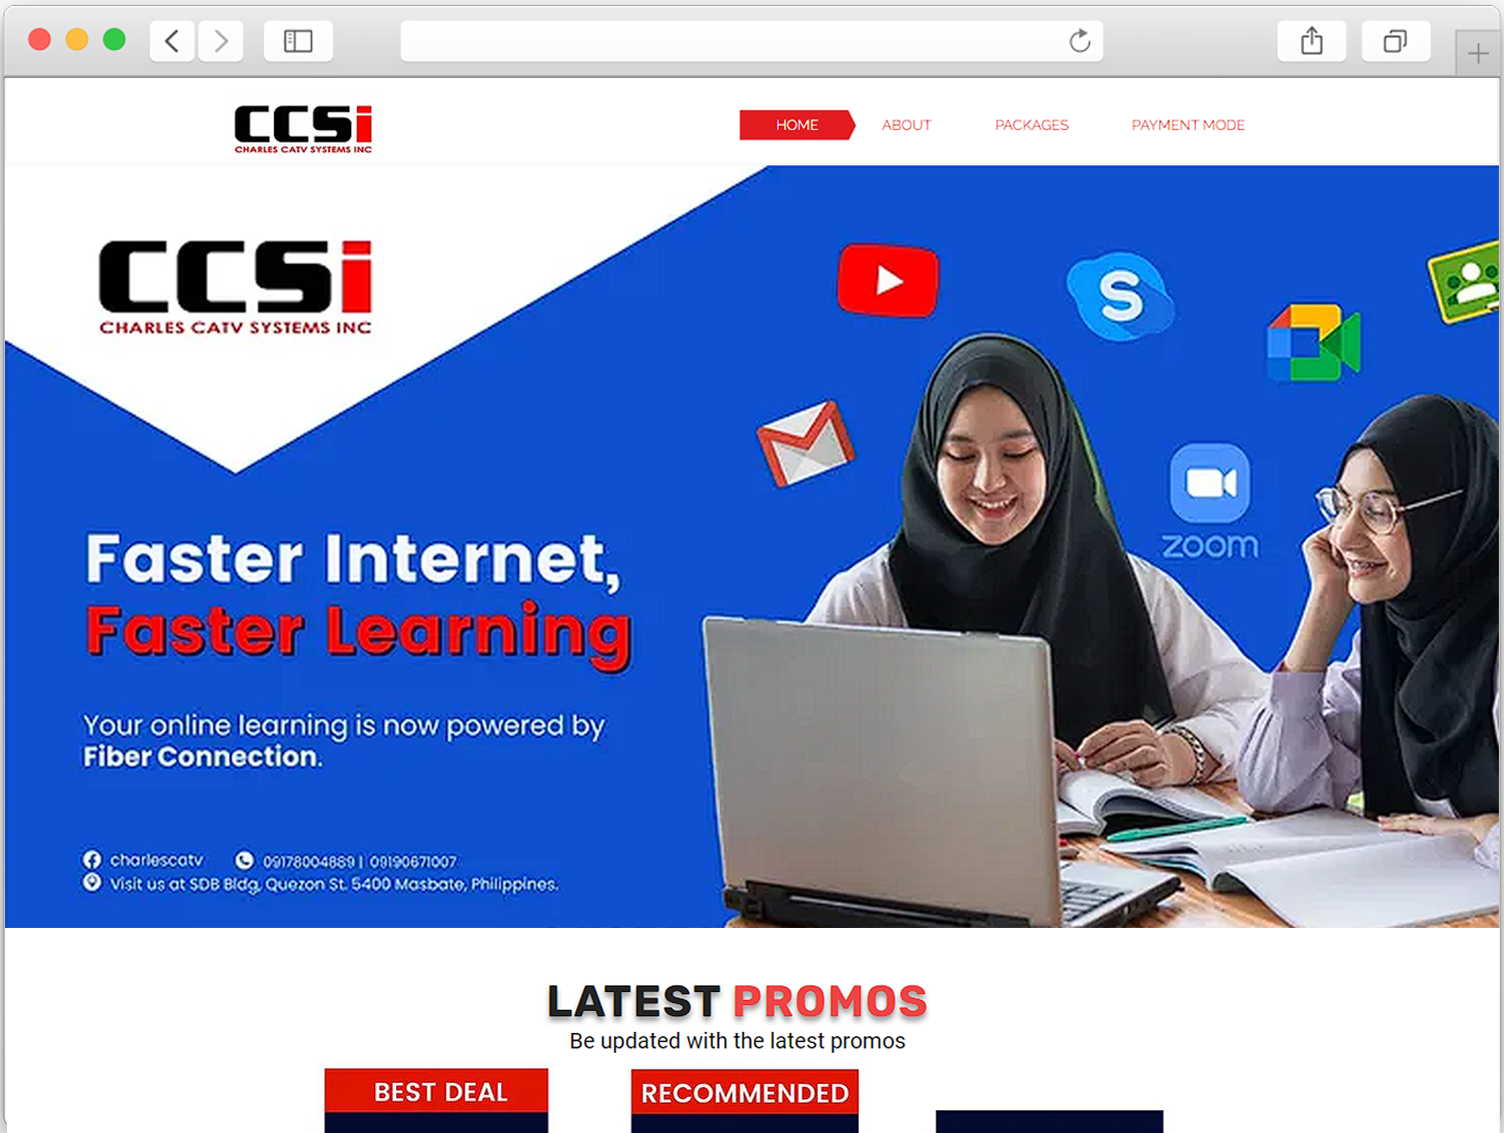 CCSi
CHARLES CATV SYSTEMS INC
HOME ABOUT PACKAGES PAYMENT MODE
CCSi
CHARLES CATV SYSTEMS INC
S
zoom
Faster Internet,
Faster Learning
Your online learning is now powered by
Fiber Connection.
charlescatv 09178004889 | 09190671007
Visit us at SDB Bldg, Quezon St. 5400 Masbate, Philippines.
LATEST PROMOS
Be updated with the latest promos
BEST DEAL
RECOMMENDED